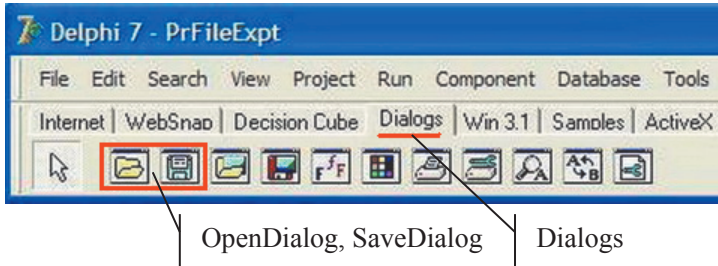 Delphi 7 - PrFileExpt
File Edit Search View Project Run Component Database Tools
Internet WebSnap Decision Cube Dialogs Win 3.1 Samples ActiveX
F f F A A B
OpenDialog, SaveDialog Dialogs